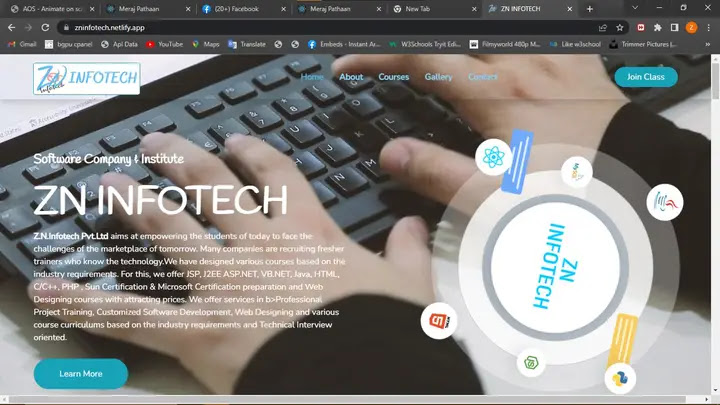 AOS - Animate on scr
Meraj Pathaan
(20+) Facebook
Meraj Pathaan
New Tab
ZN INFOTECH
zninfotech.netlify.app
Gmail
bgpu canpal
Api Data
YouTube
Maps
Translate
Embeds - Instant Ar...
W3Schools Tryit Edi...
Filmyworld 480p Mo...
Like w3school
Trimmer Pictures (...
ZN INFOTECH
Infotech
Home
About
Courses
Gallery
Contact
Join Class
Software Company & Institute
ZN INFOTECH
Z.N.Infotech Pvt.Ltd aims at empowering the students of today to face the
challenges of the marketplace of tomorrow. Many companies are recruiting fresher
trainers who know the technology.We have designed various courses based on the
industry requirements. For this, we offer JSP, J2EE ASP.NET, VB.NET, Java, HTML,
C/C++, PHP , Sun Certification & Microsoft Certification preparation and Web
Designing courses with attracting prices. We offer services in b>Professional
Project Training, Customized Software Development, Web Designing and various
course curriculums based on the industry requirements and Technical Interview
oriented.
Learn More
ZN
INFOTECH